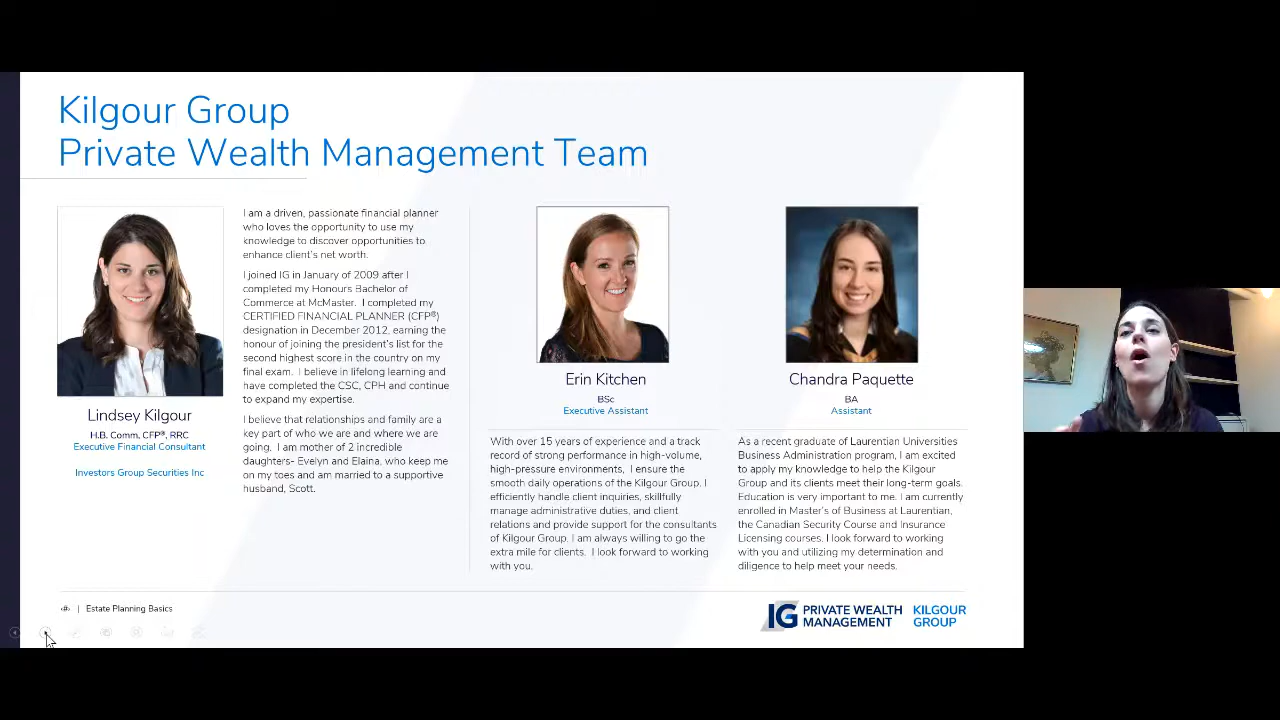 Kilgour Group
Private Wealth Management Team
Lindsey Kilgour
H.B. Comm, CFP®, RRC
Executive Financial Consultant
Investors Group Securities Inc
I am a driven, passionate financial planner
who loves the opportunity to use my
knowledge to discover opportunities to
enhance client's net worth.
I joined IG in January of 2009 after I
completed my Honours Bachelor of
Commerce at McMaster. I completed my
CERTIFIED FINANCIAL PLANNER (CFP®)
designation in December 2012, earning the
honour of joining the president's list for the
second highest score in the country on my
final exam. I believe in lifelong learning and
have completed the CSC, CPH and continue
to expand my expertise.
I believe that relationships and family are a
key part of who we are and where we are
going. I am mother of 2 incredible
daughters- Evelyn and Elaina, who keep me
on my toes and am married to a supportive
husband, Scott.
Erin Kitchen
BSc
Executive Assistant
With over 15 years of experience and a track
record of strong performance in high-volume,
high-pressure environments, I ensure the
smooth daily operations of the Kilgour Group. I
efficiently handle client inquiries, skillfully
manage administrative duties, and client
relations and provide support for the consultants
of Kilgour Group. I am always willing to go the
extra mile for clients. I look forward to working
with you.
Chandra Paquette
BA
Assistant
As a recent graduate of Laurentian Universities
Business Administration program, I am excited
to apply my knowledge to help the Kilgour
Group and its clients meet their long-term goals.
Education is very important to me. I am currently
enrolled in Master's of Business at Laurentian,
the Canadian Security Course and Insurance
Licensing courses. I look forward to working
with you and utilizing my determination and
diligence to help meet your needs.
‹#› | Estate Planning Basics
IG PRIVATE WEALTH
MANAGEMENT
KILGOUR
GROUP